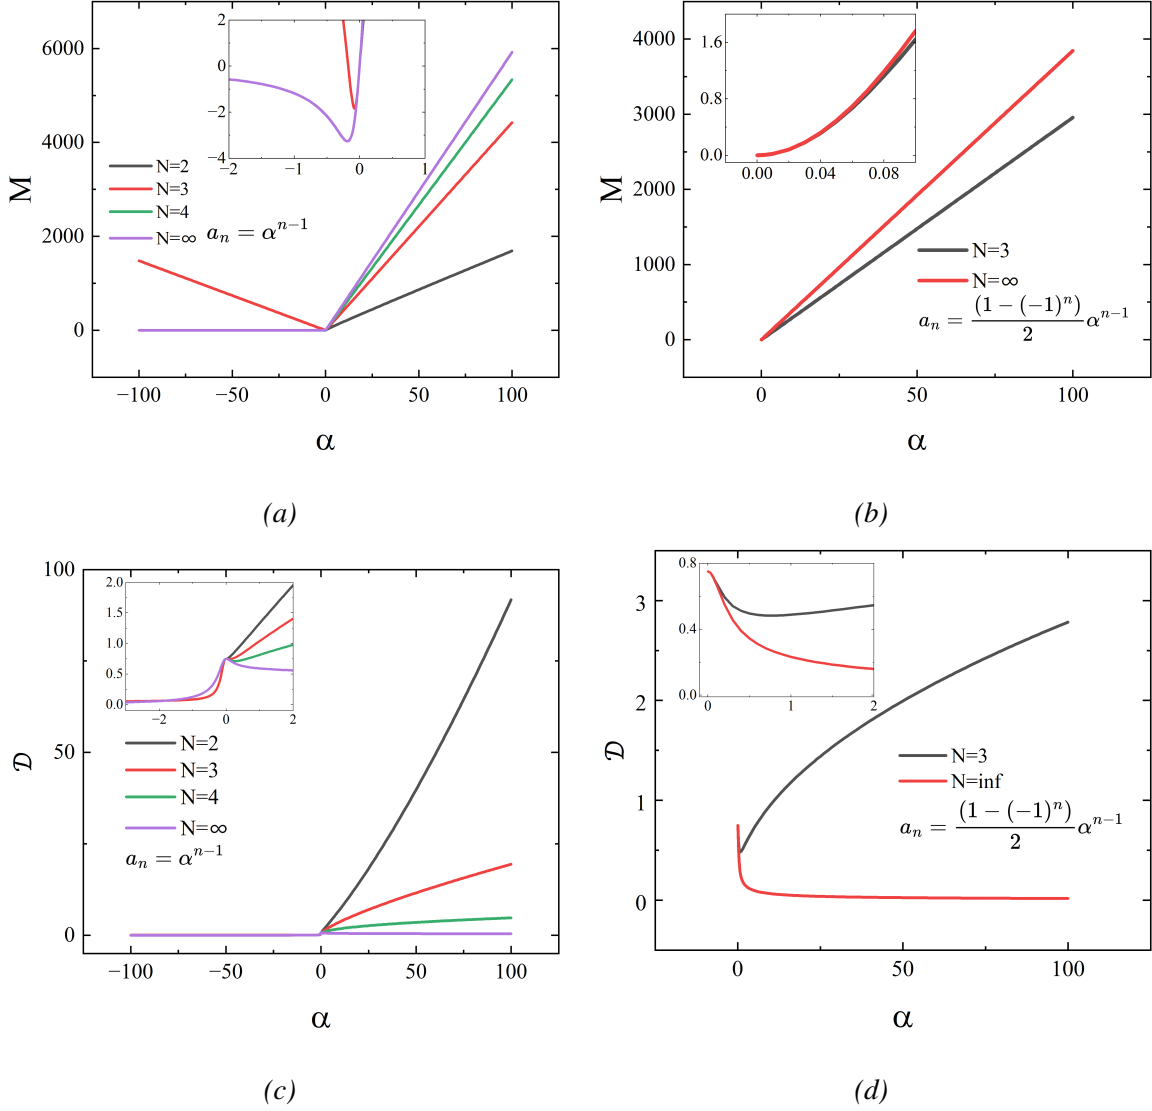 M
6000
4000
2000
0
−100
−50
0
50
100
α
2
0
−2
−4
−2
−1
0
1
N=2
N=3
N=4
N=∞
a_n = α^{n−1}
(a)
M
4000
3000
2000
1000
0
0
50
100
α
1.6
0.8
0.0
0.00
0.04
0.08
N=3
N=∞
a_n = (1 − (−1)^n)/2 α^{n−1}
(b)
𝒟
100
50
0
−100
−50
0
50
100
α
2.0
1.5
1.0
0.5
0.0
−2
0
2
N=2
N=3
N=4
N=∞
a_n = α^{n−1}
(c)
𝒟
3
2
1
0
0
50
100
α
0.8
0.4
0.0
0
1
2
N=3
N=inf
a_n = (1 − (−1)^n)/2 α^{n−1}
(d)